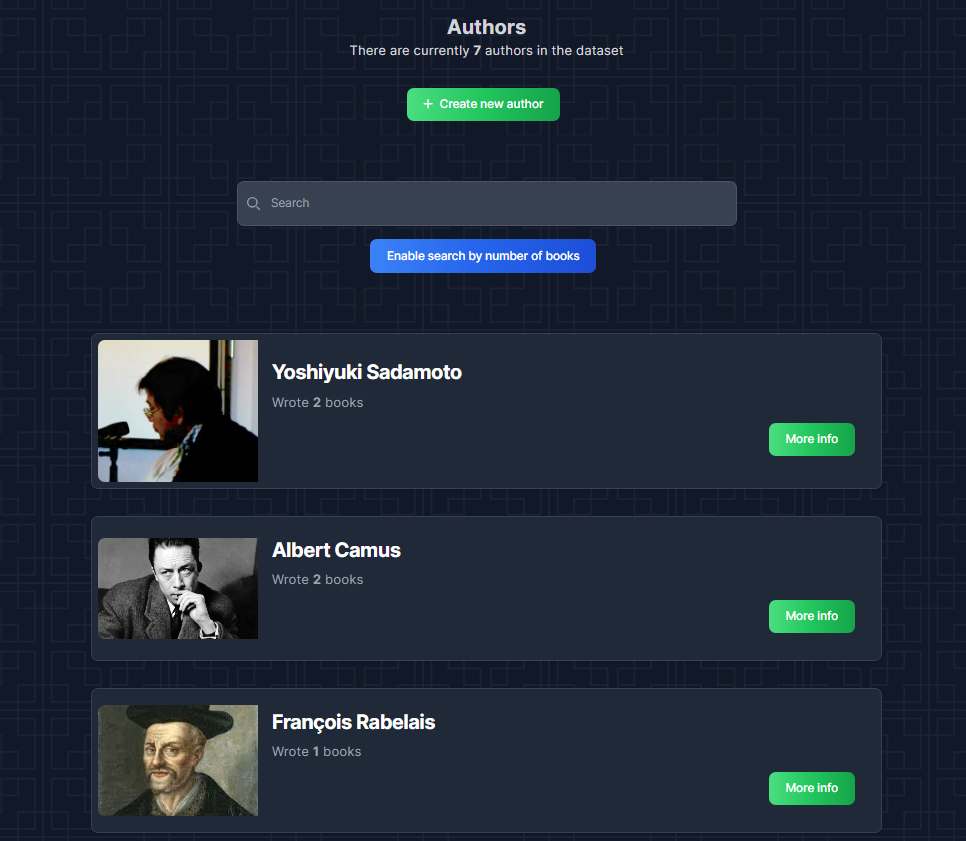 Authors
There are currently 7 authors in the dataset
+ Create new author
Search
Enable search by number of books
Yoshiyuki Sadamoto
Wrote 2 books
More info
Albert Camus
Wrote 2 books
More info
François Rabelais
Wrote 1 books
More info